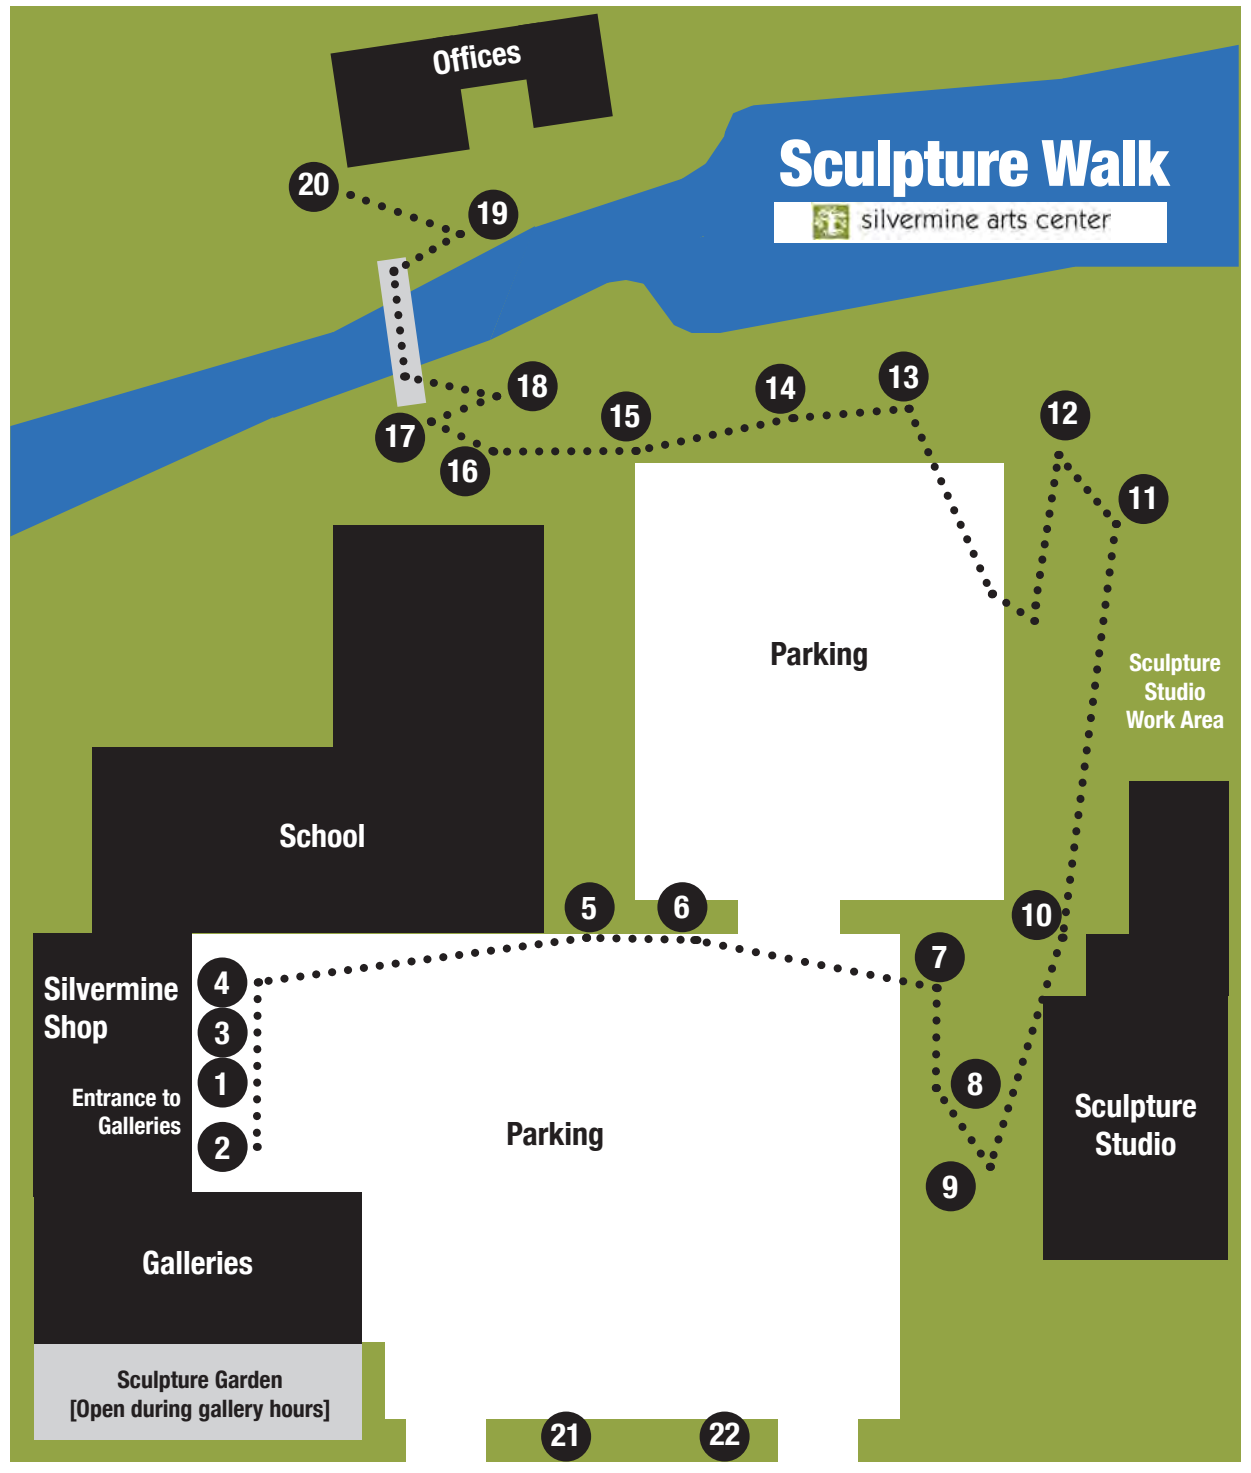 Offices
Sculpture Walk
silvermine arts center
20
19
18
17
16
15
14
13
12
11
Parking
Sculpture
Studio
Work Area
School
5
6
10
7
4
3
1
2
Silvermine
Shop
Entrance to
Galleries
Parking
8
9
Sculpture
Studio
Galleries
Sculpture Garden
[Open during gallery hours]
21
22